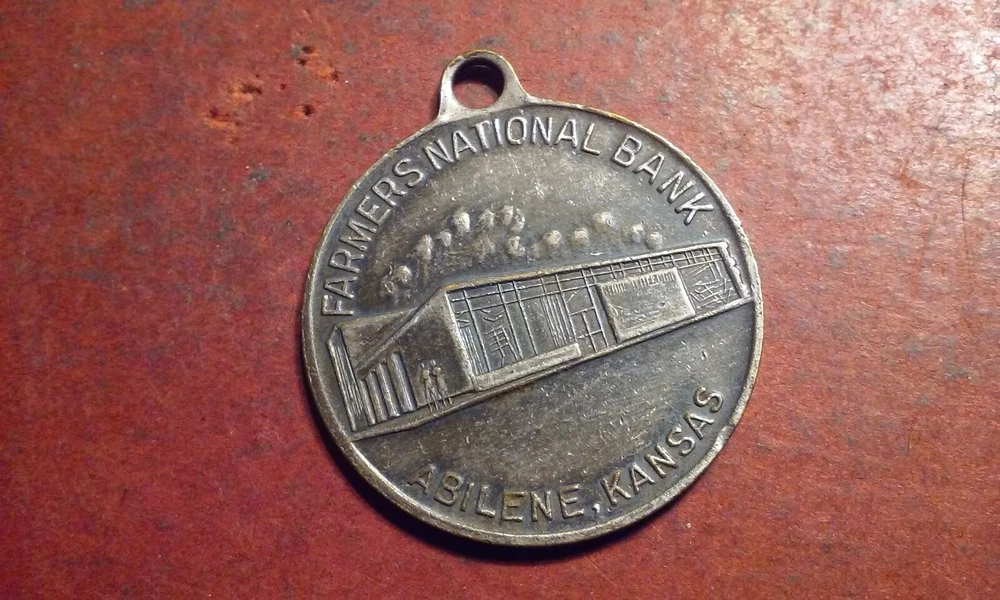 FARMERS NATIONAL BANK
ABILENE, KANSAS